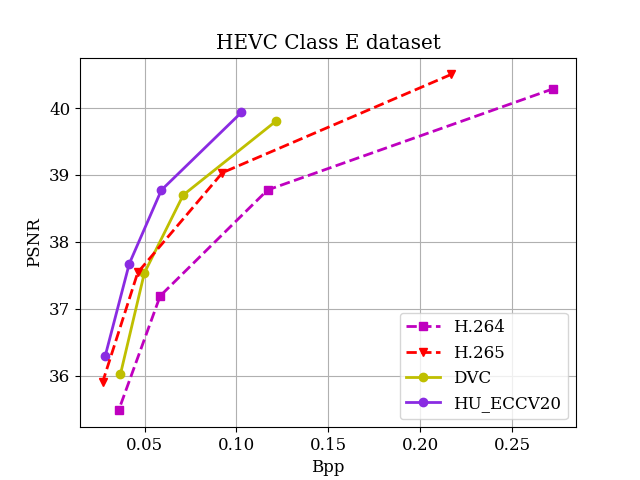 HEVC Class E dataset
PSNR
40
39
38
37
36
0.05 0.10 0.15 0.20 0.25
Bpp
H.264
H.265
DVC
HU_ECCV20